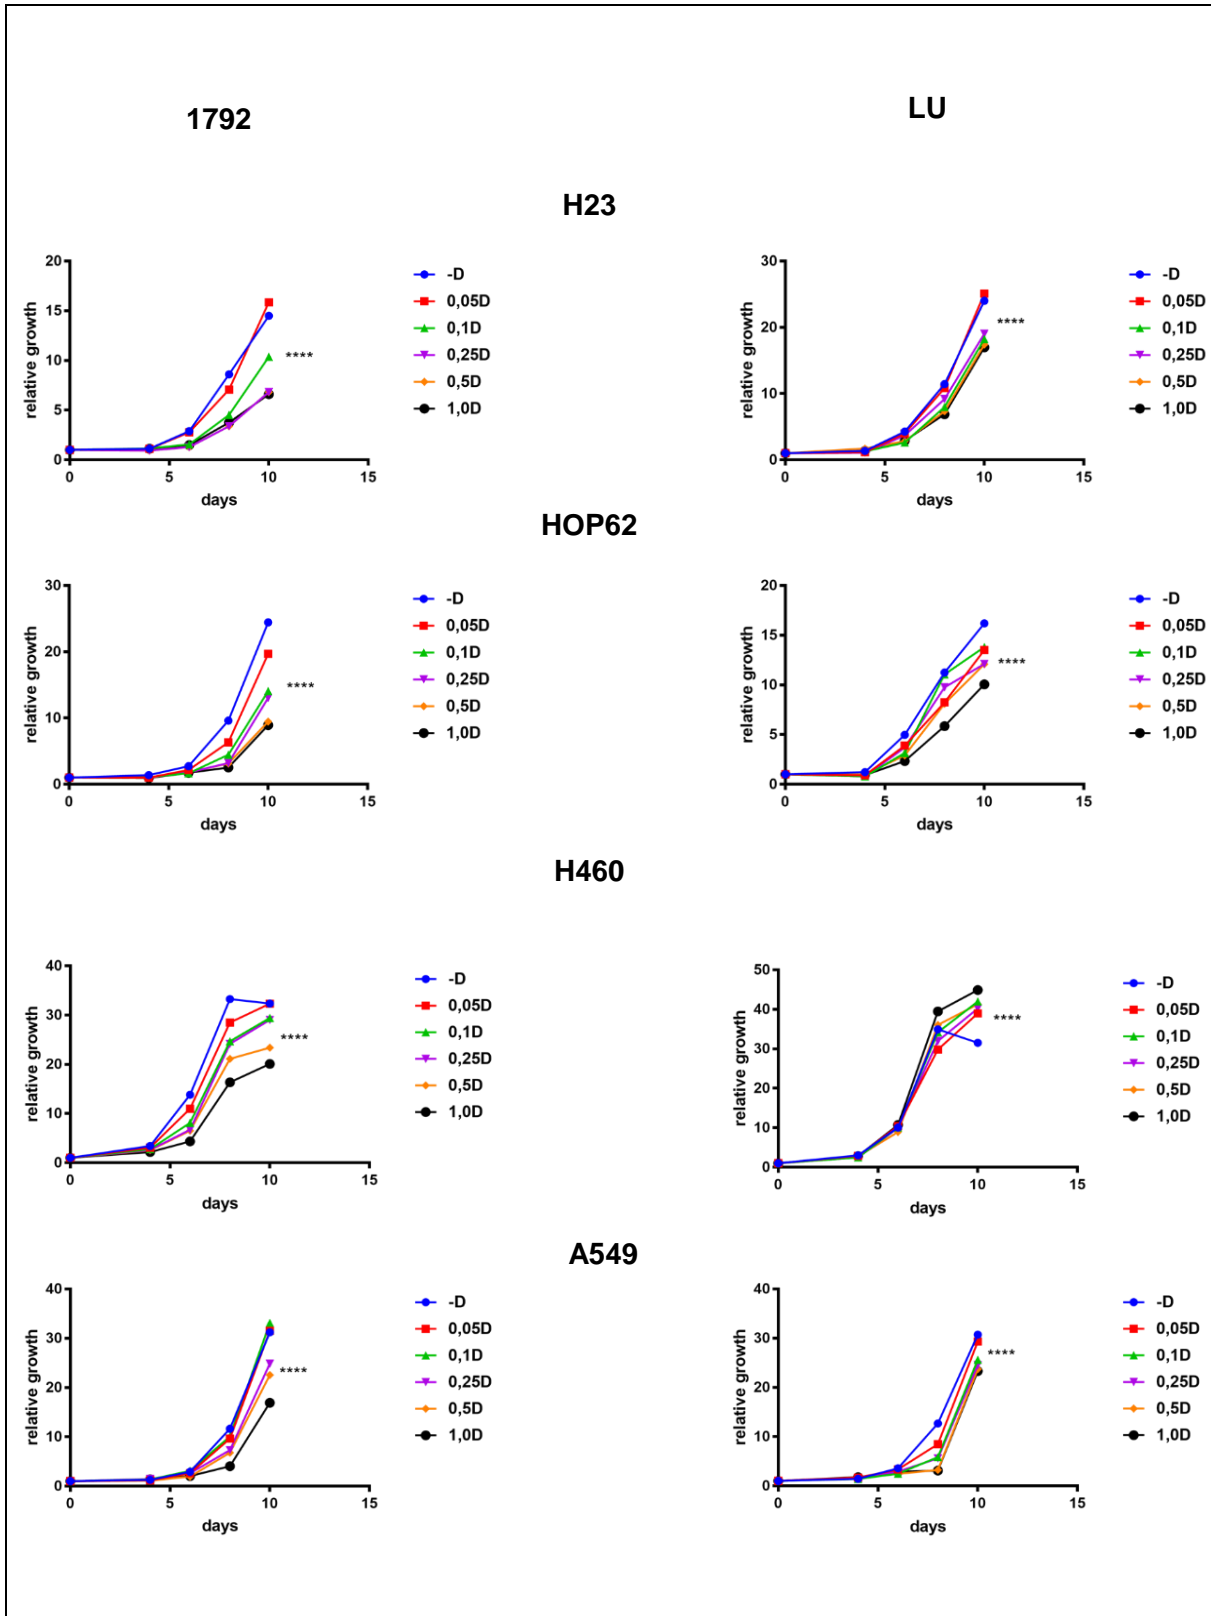 1792
LU
H23
20
15
10
5
0
0
5
10
15
relative growth
days
****
-D
0,05D
0,1D
0,25D
0,5D
1,0D
30
20
10
0
0
5
10
15
relative growth
days
****
-D
0,05D
0,1D
0,25D
0,5D
1,0D
HOP62
30
20
10
0
0
5
10
15
relative growth
days
****
-D
0,05D
0,1D
0,25D
0,5D
1,0D
20
15
10
5
0
0
5
10
15
relative growth
days
****
-D
0,05D
0,1D
0,25D
0,5D
1,0D
H460
40
30
20
10
0
0
5
10
15
relative growth
days
****
-D
0,05D
0,1D
0,25D
0,5D
1,0D
50
40
30
20
10
0
0
5
10
15
relative growth
days
****
-D
0,05D
0,1D
0,25D
0,5D
1,0D
A549
40
30
20
10
0
0
5
10
15
relative growth
days
****
-D
0,05D
0,1D
0,25D
0,5D
1,0D
40
30
20
10
0
0
5
10
15
relative growth
days
****
-D
0,05D
0,1D
0,25D
0,5D
1,0D